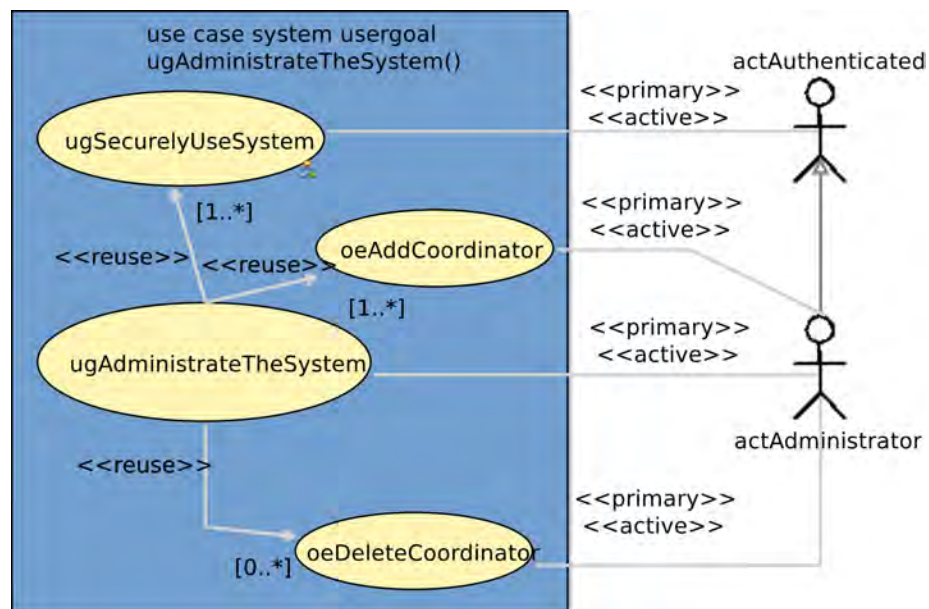 use case system usergoal
ugAdministrateTheSystem()
actAuthenticated
<<primary>>
<<active>>
ugSecurelyUseSystem
[1..*]
<<primary>>
<<active>>
<<reuse>>
<<reuse>>
oeAddCoordinator
[1..*]
<<primary>>
<<active>>
ugAdministrateTheSystem
actAdministrator
<<reuse>>
<<primary>>
<<active>>
oeDeleteCoordinator
[0..*]